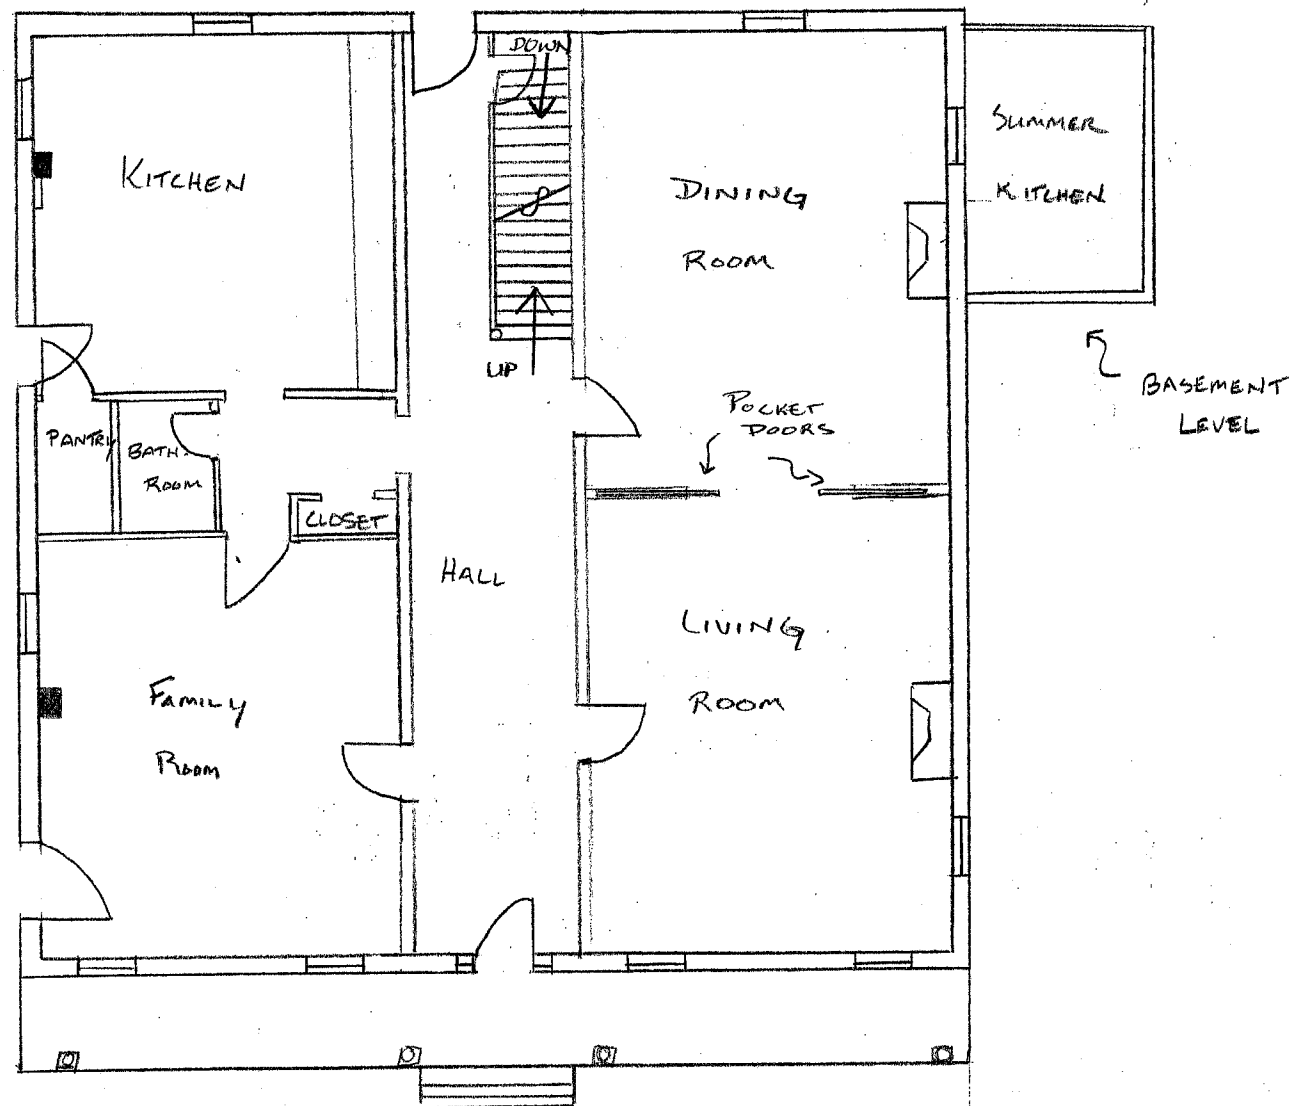 DOWN
SUMMER
KITCHEN
KITCHEN
DINING
ROOM
UP
BASEMENT
LEVEL
POCKET
DOORS
PANTRY
BATH-
ROOM
CLOSET
HALL
LIVING
ROOM
FAMILY
ROOM